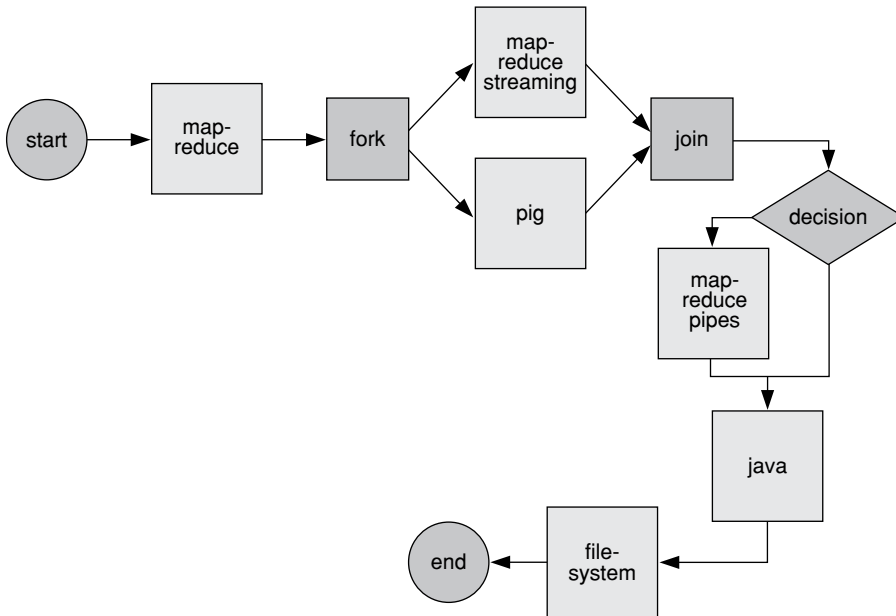 start
map-
reduce
fork
map-
reduce
streaming
pig
join
decision
map-
reduce
pipes
java
file-
system
end